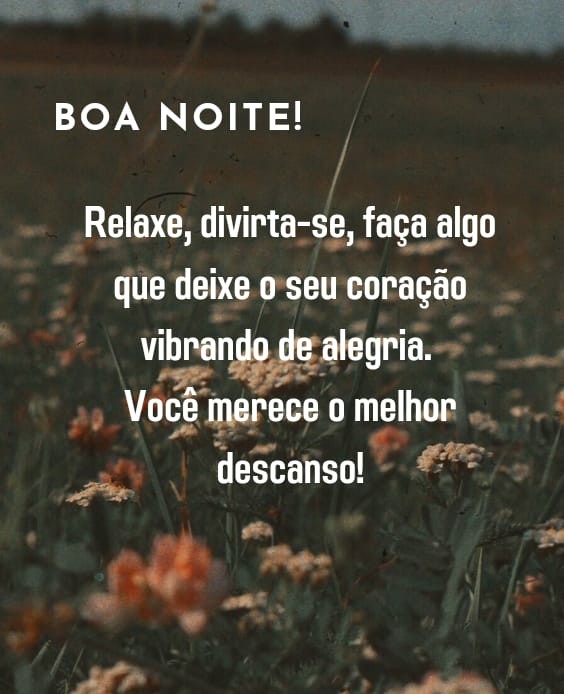 BOA NOITE!
Relaxe, divirta-se, faça algo
que deixe o seu coração
vibrando de alegria.
Você merece o melhor
descanso!